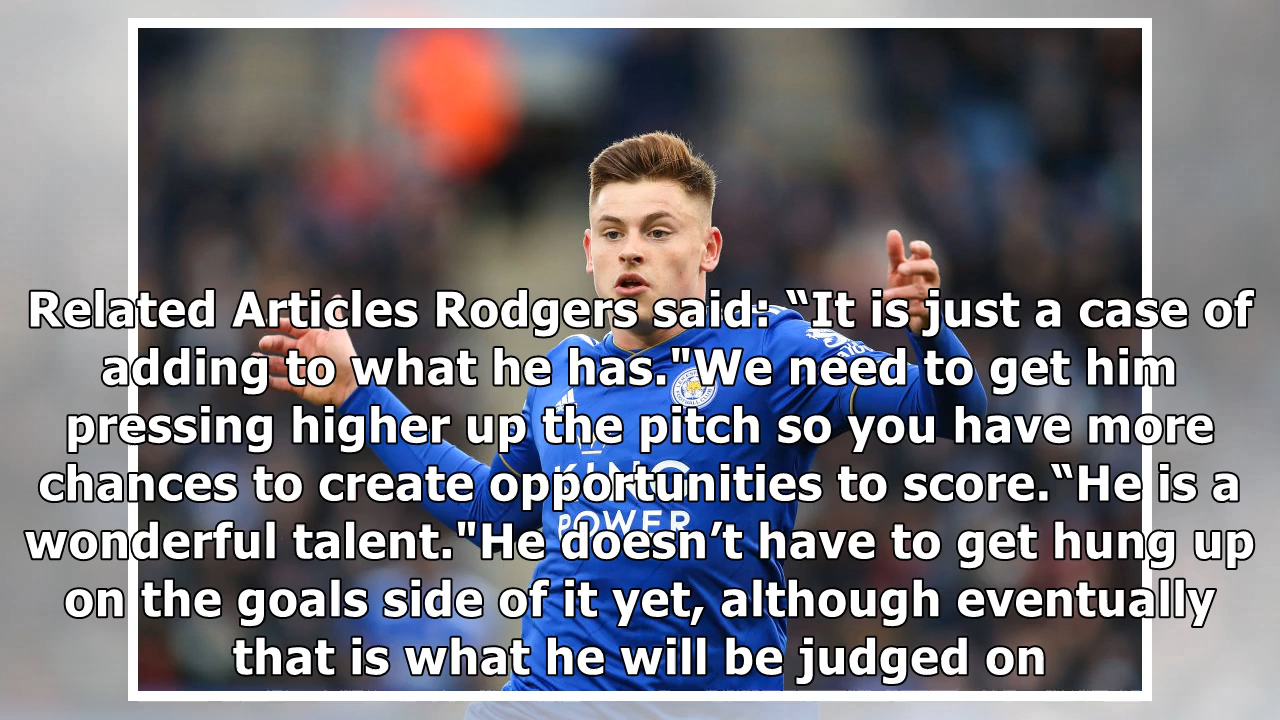 Related Articles Rodgers said: “It is just a case of
adding to what he has."We need to get him
pressing higher up the pitch so you have more
chances to create opportunities to score.“He is a
wonderful talent."He doesn’t have to get hung up
on the goals side of it yet, although eventually
that is what he will be judged on
KING
POWER